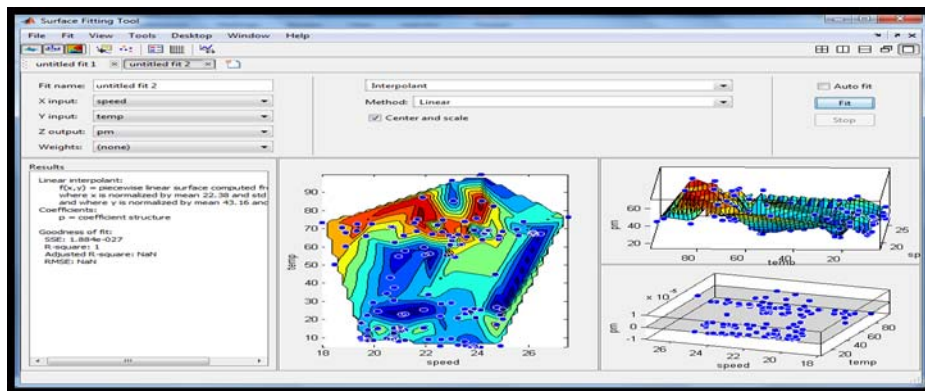 Surface Fitting Tool
File Fit View Tools Desktop Window Help
untitled fit 1 untitled fit 2
Fit name: untitled fit 2
X input: speed
Y input: temp
Z output: pm
Weights: (none)
Interpolant
Method: Linear
Center and scale
Auto fit
Fit
Stop
Results
Linear interpolant:
f(x,y) = piecewise linear surface computed
where x is normalized by mean 22.38 and std
and where y is normalized by mean 43.16 and
Coefficients:
p = coefficient structure
Goodness of fit:
SSE: 1.884e-027
R-square: 1
Adjusted R-square: NaN
RMSE: NaN
temp
90
80
70
60
50
40
30
20
10
18 20 22 24 26
speed
pm
60
40
20
80 60 40 20
temp
25
20
sp
x 10
pm
1
0
-1
26 24 22 20 18
speed
20 40 60 80
temp